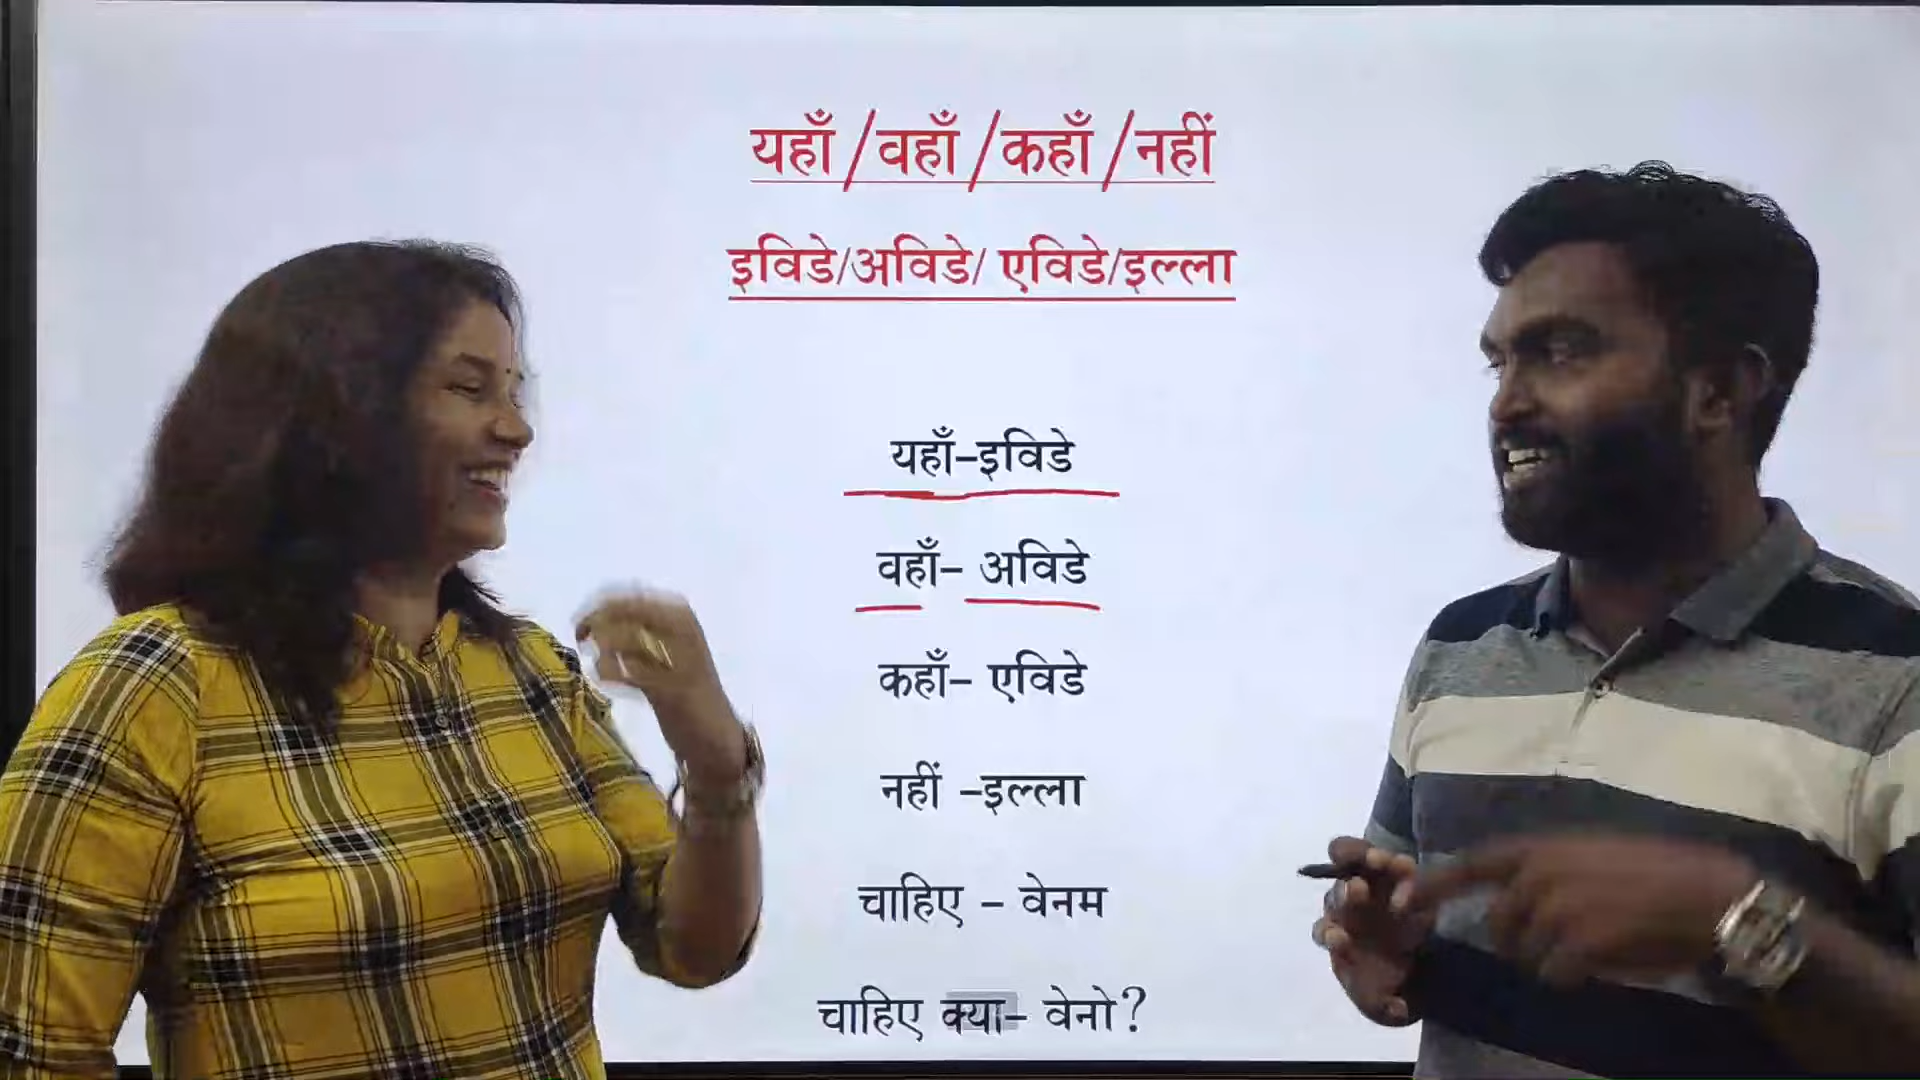 यहाँ/वहाँ/कहाँ/नहीं
इविडे/अविडे/ एविडे/इल्ला
यहाँ-इविडे
वहाँ- अविडे
कहाँ- एविडे
नहीं -इल्ला
चाहिए - वेनम
चाहिए क्या- वेनो?